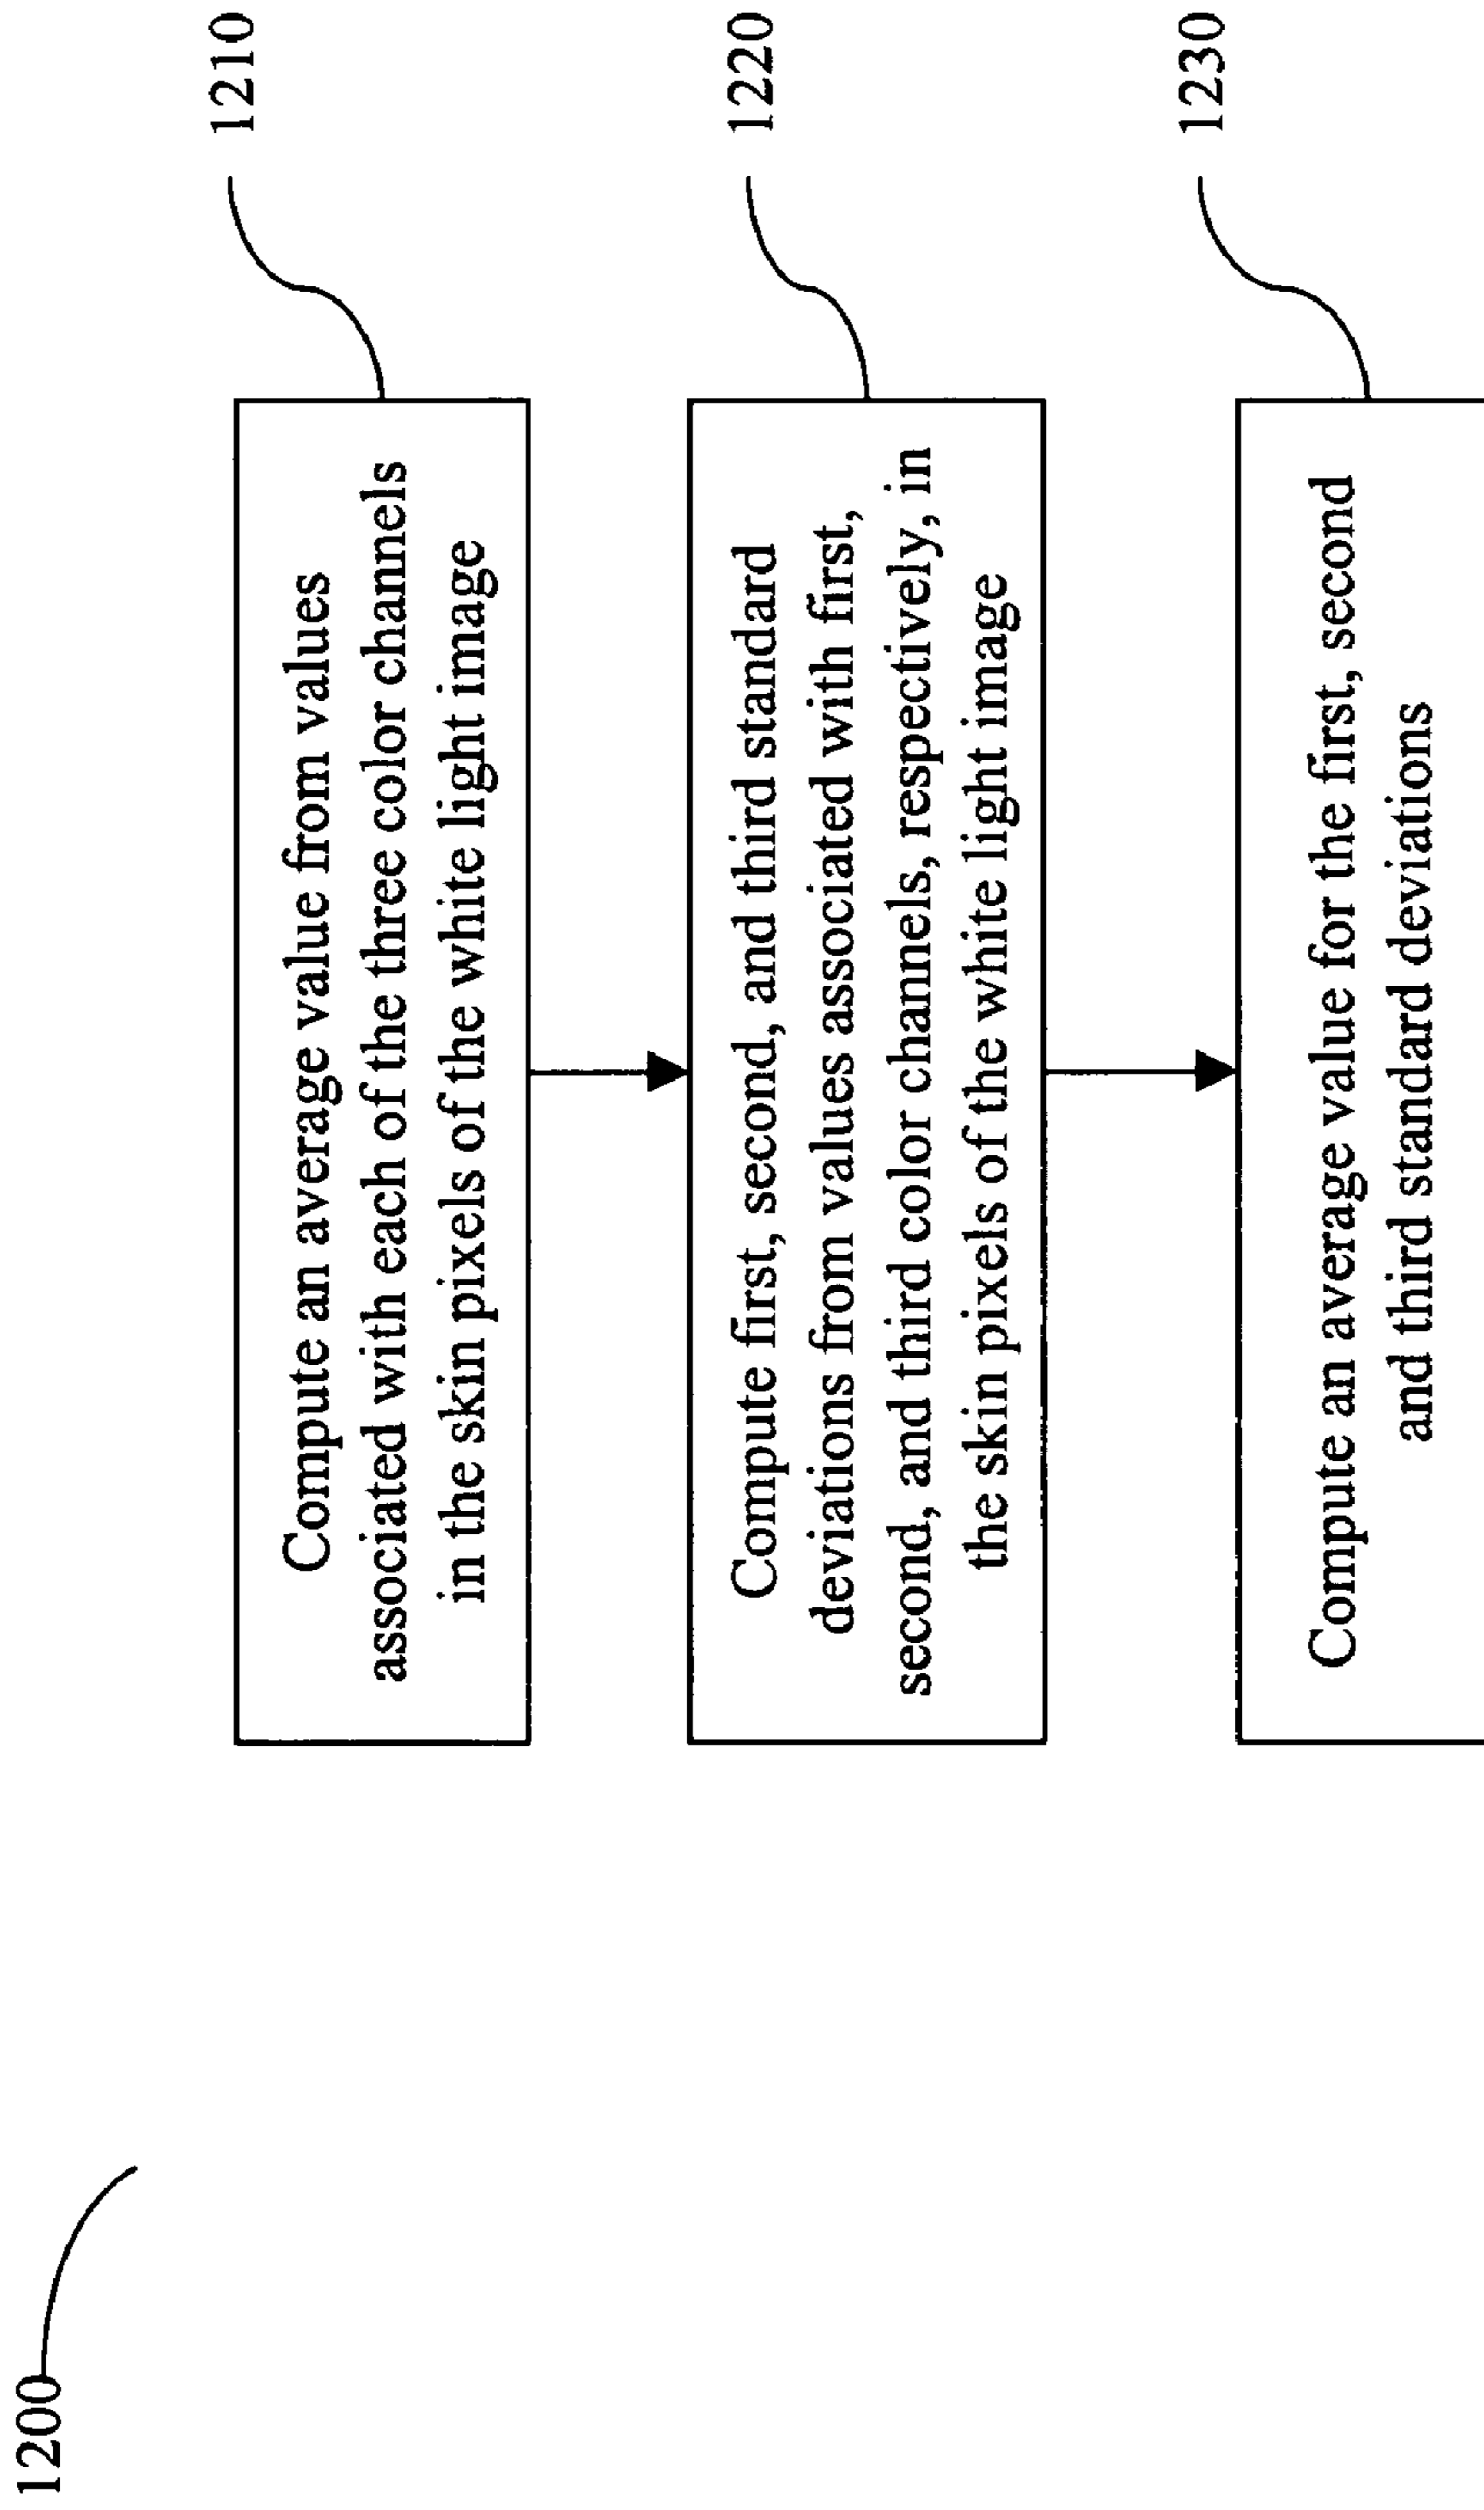 1200
1210
Compute an average value from values
associated with each of the three color channels
in the skin pixels of the white light image
1220
Compute first, second, and third standard
deviations from values associated with first,
second, and third color channels, respectively, in
the skin pixels of the white light image
1230
Compute an average value for the first, second
and third standard deviations